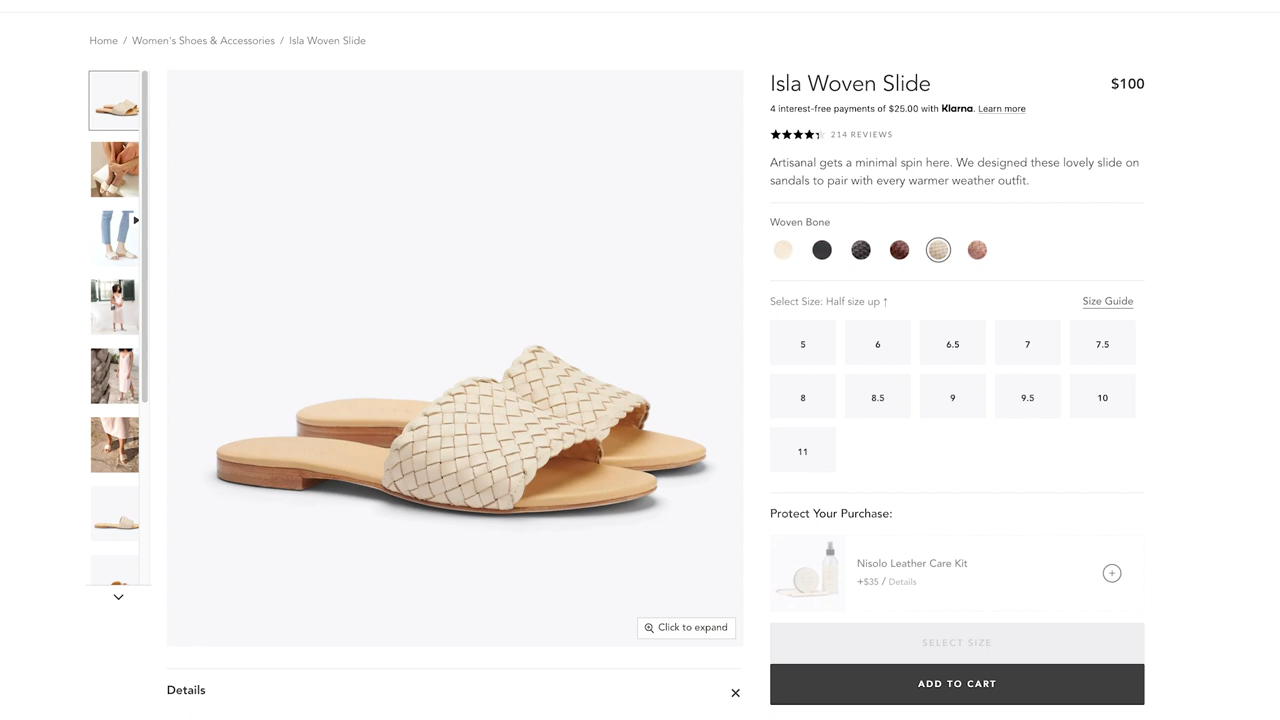 Home / Women's Shoes & Accessories / Isla Woven Slide
Isla Woven Slide
$100
4 interest-free payments of $25.00 with Klarna. Learn more
214 REVIEWS
Artisanal gets a minimal spin here. We designed these lovely slide on
sandals to pair with every warmer weather outfit.
Woven Bone
Select Size: Half size up ↑
Size Guide
5
6
6.5
7
7.5
8
8.5
9
9.5
10
11
Protect Your Purchase:
Nisolo Leather Care Kit
+$35 / Details
Click to expand
SELECT SIZE
ADD TO CART
Details